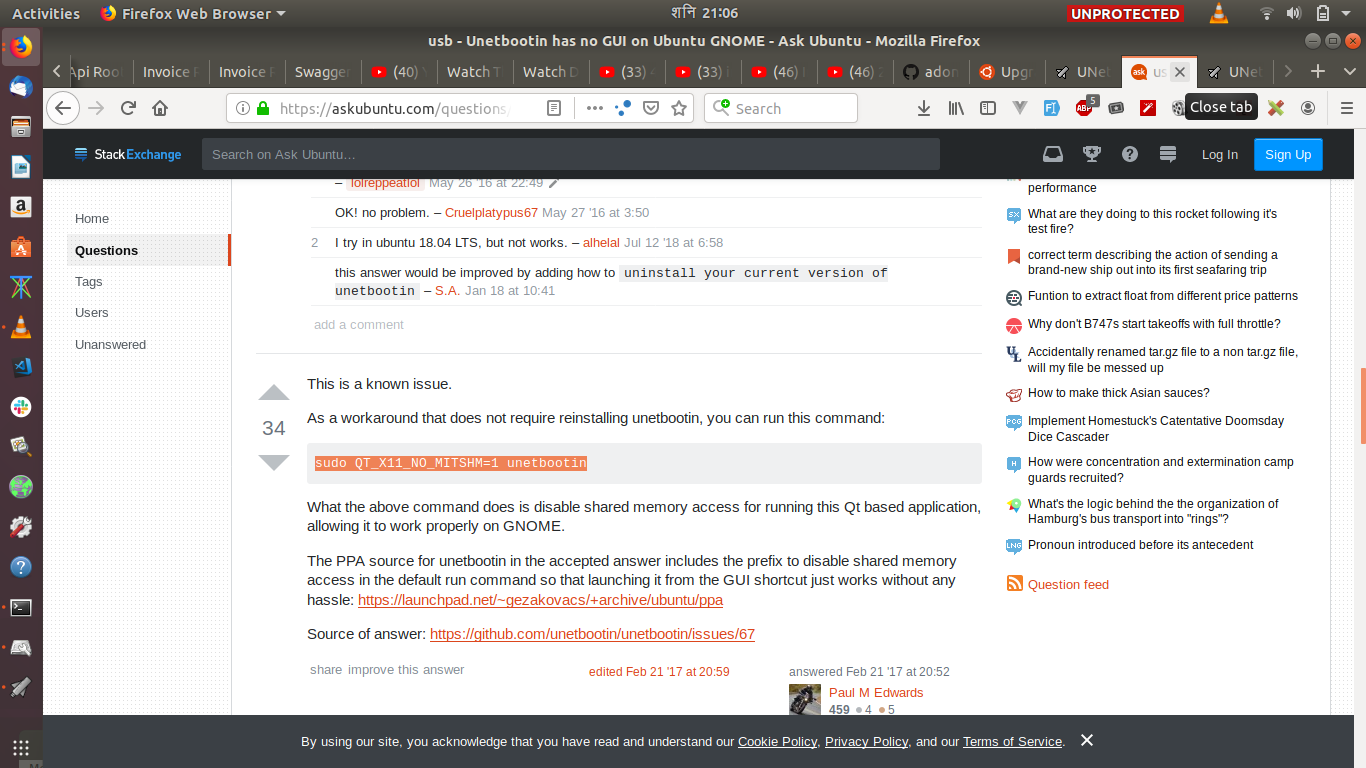 Activities
Firefox Web Browser
शनि 21:06
UNPROTECTED
usb - Unetbootin has no GUI on Ubuntu GNOME - Ask Ubuntu - Mozilla Firefox
Api Roo
Invoice
Invoice
Swagger
(40)
Watch T
Watch D
(33)
(33)
(46)
(46)
adon
Upgr
UNet
us
UNet
https://askubuntu.com/questions
Search
5
Close tab
StackExchange
Search on Ask Ubuntu…
Log In
Sign Up
Home
Questions
Tags
Users
Unanswered
– lolreppeatlol May 26 '16 at 22:49
OK! no problem. – Cruelplatypus67 May 27 '16 at 3:50
2 I try in ubuntu 18.04 LTS, but not works. – alhelal Jul 12 '18 at 6:58
this answer would be improved by adding how to uninstall your current version of
unetbootin – S.A. Jan 18 at 10:41
add a comment
34
This is a known issue.
As a workaround that does not require reinstalling unetbootin, you can run this command:
sudo QT_X11_NO_MITSHM=1 unetbootin
What the above command does is disable shared memory access for running this Qt based application,
allowing it to work properly on GNOME.
The PPA source for unetbootin in the accepted answer includes the prefix to disable shared memory
access in the default run command so that launching it from the GUI shortcut just works without any
hassle: https://launchpad.net/~gezakovacs/+archive/ubuntu/ppa
Source of answer: https://github.com/unetbootin/unetbootin/issues/67
share improve this answer
edited Feb 21 '17 at 20:59
answered Feb 21 '17 at 20:52
Paul M Edwards
459 4 5
performance
What are they doing to this rocket following it's
test fire?
correct term describing the action of sending a
brand-new ship out into its first seafaring trip
Funtion to extract float from different price patterns
Why don't B747s start takeoffs with full throttle?
Accidentally renamed tar.gz file to a non tar.gz file,
will my file be messed up
How to make thick Asian sauces?
Implement Homestuck's Catentative Doomsday
Dice Cascader
How were concentration and extermination camp
guards recruited?
What's the logic behind the the organization of
Hamburg's bus transport into "rings"?
Pronoun introduced before its antecedent
Question feed
By using our site, you acknowledge that you have read and understand our Cookie Policy, Privacy Policy, and our Terms of Service.